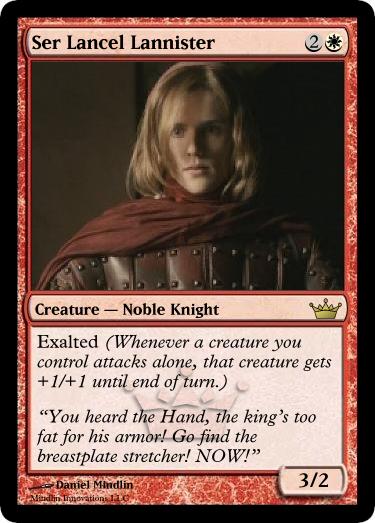 Ser Lancel Lannister 2
Creature — Noble Knight
Exalted (Whenever a creature you
control attacks alone, that creature gets
+1/+1 until end of turn.)
“You heard the Hand, the king's too
fat for his armor! Go find the
breastplate stretcher! NOW!”
Daniel Mindlin
Mindlin Innovations LLC
3/2